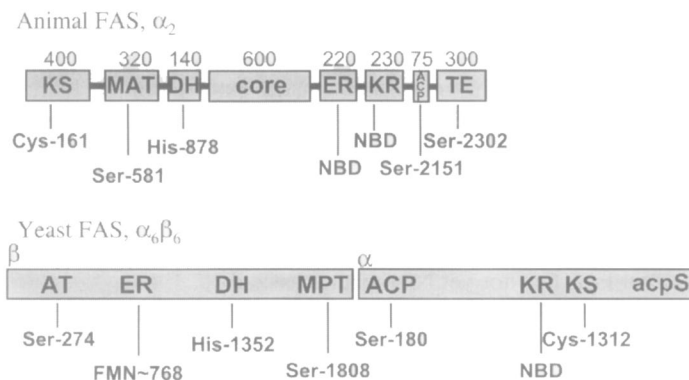 Animal FAS, α2
400 320 140 600 220 230 75 300
KS MAT DH core ER KR ACP TE
Cys-161 His-878 NBD Ser-2302
Ser-581 NBD Ser-2151
Yeast FAS, α6β6
β α
AT ER DH MPT ACP KR KS acpS
Ser-274 His-1352 Ser-180 Cys-1312
FMN~768 Ser-1808 NBD